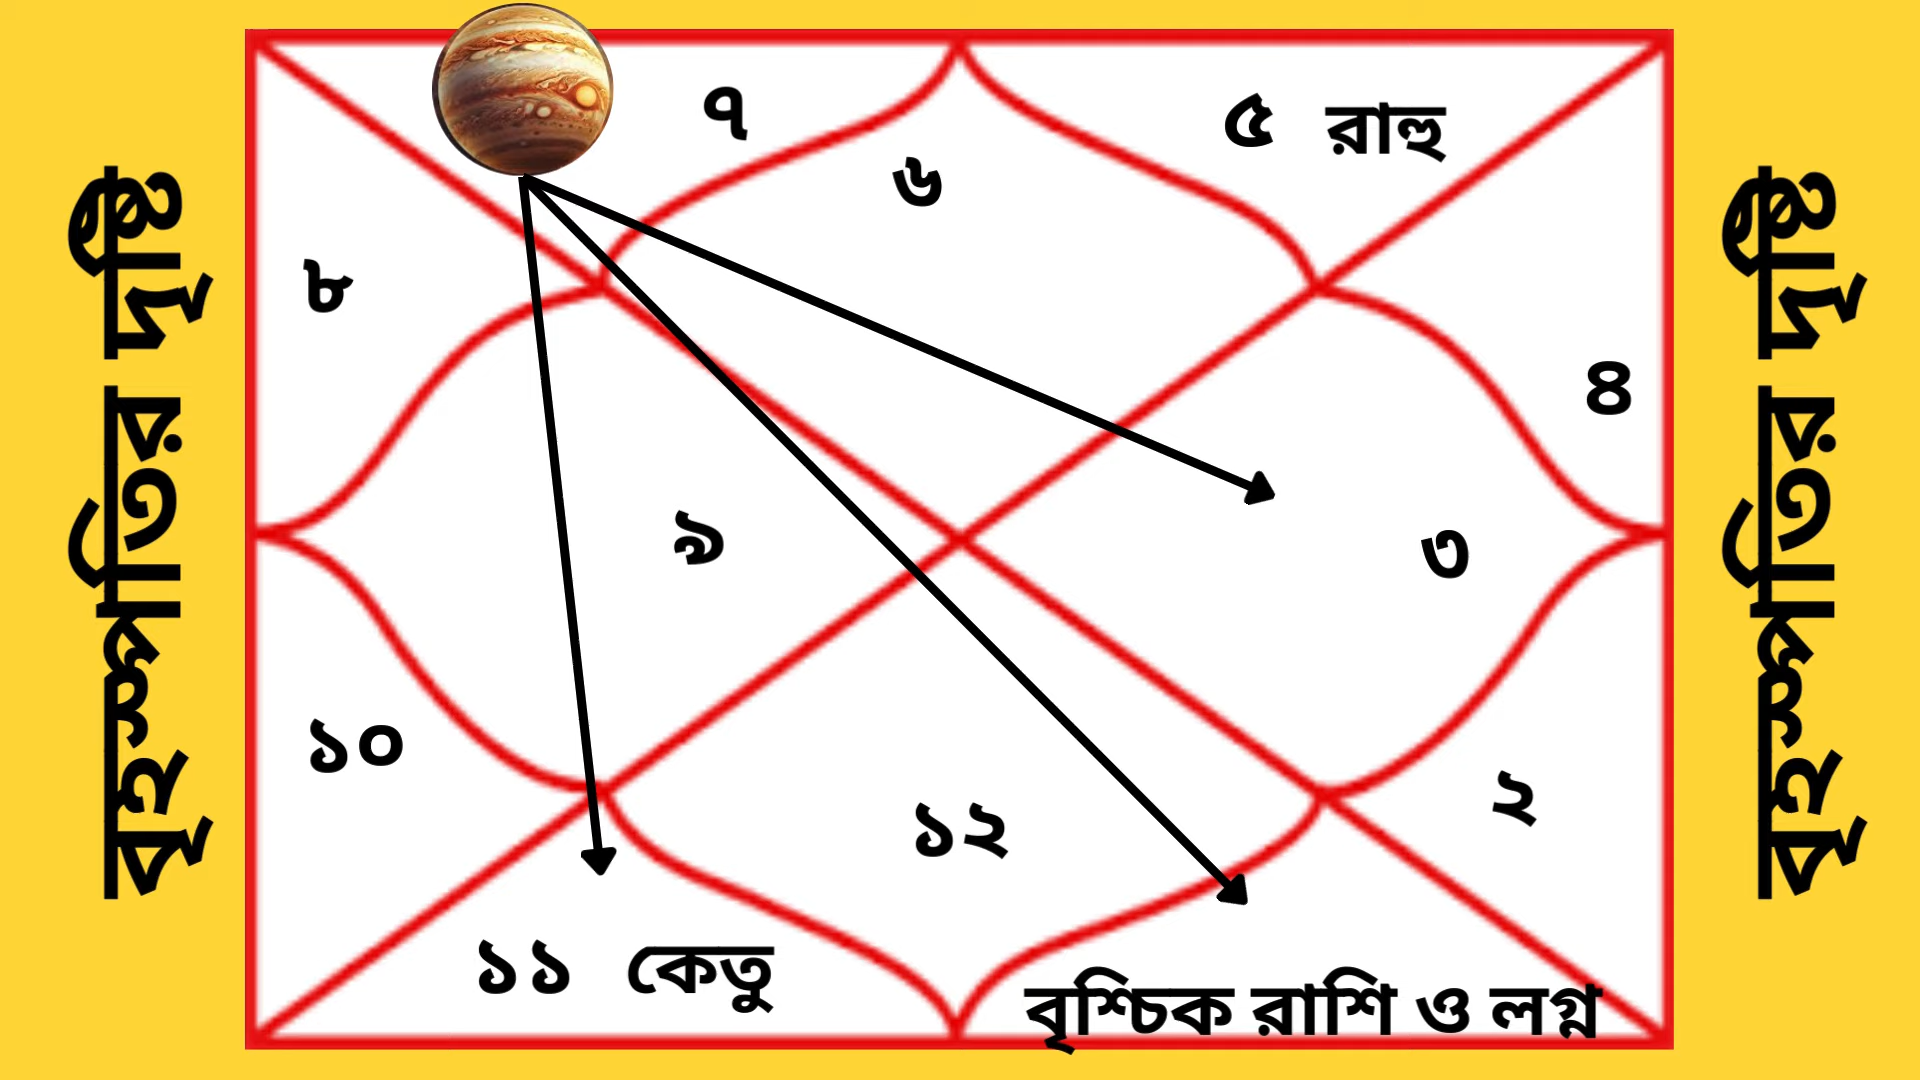 বৃহস্পতির দৃষ্টি
৭
৫ রাহু
৬
৮
৪
৯
৩
১০
২
১২
১১ কেতু
বৃশ্চিক রাশি ও লগ্ন
বৃহস্পতির দৃষ্টি